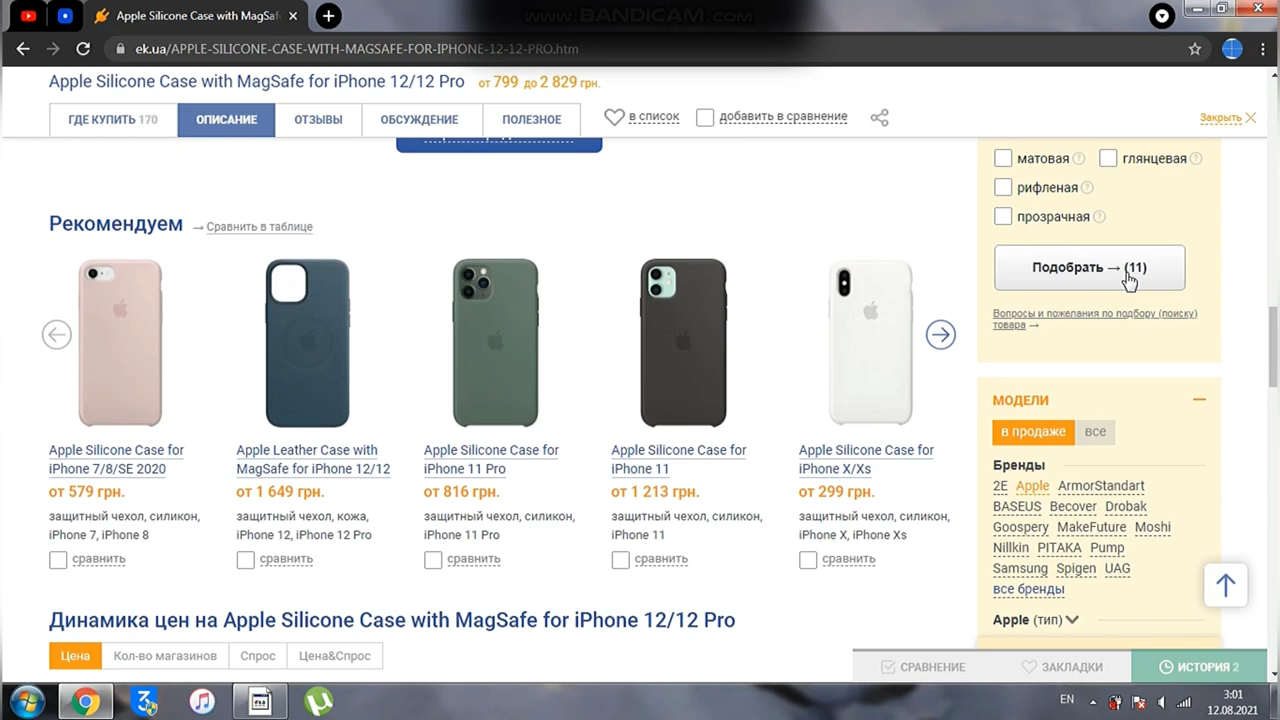 www.BANDICAM.com
Apple Silicone Case with MagSaf
ek.ua/APPLE-SILICONE-CASE-WITH-MAGSAFE-FOR-IPHONE-12-12-PRO.htm
Apple Silicone Case with MagSafe for iPhone 12/12 Pro от 799 до 2 829 грн.
ГДЕ КУПИТЬ 170 ОПИСАНИЕ ОТЗЫВЫ ОБСУЖДЕНИЕ ПОЛЕЗНОЕ в список добавить в сравнение Закрыть
матовая глянцевая
рифленая
прозрачная
Подобрать → (11)
Вопросы и пожелания по подбору (поиску)
товара →
Рекомендуем → Сравнить в таблице
Apple Silicone Case for
iPhone 7/8/SE 2020
от 579 грн.
защитный чехол, силикон,
iPhone 7, iPhone 8
сравнить
Apple Leather Case with
MagSafe for iPhone 12/12
от 1 649 грн.
защитный чехол, кожа,
iPhone 12, iPhone 12 Pro
сравнить
Apple Silicone Case for
iPhone 11 Pro
от 816 грн.
защитный чехол, силикон,
iPhone 11 Pro
сравнить
Apple Silicone Case for
iPhone 11
от 1 213 грн.
защитный чехол, силикон,
iPhone 11
сравнить
Apple Silicone Case for
iPhone X/Xs
от 299 грн.
защитный чехол, силикон,
iPhone X, iPhone Xs
сравнить
МОДЕЛИ
в продаже все
Бренды
2E Apple ArmorStandart
BASEUS Becover Drobak
Goospery MakeFuture Moshi
Nillkin PITAKA Pump
Samsung Spigen UAG
все бренды
Apple (тип)
Динамика цен на Apple Silicone Case with MagSafe for iPhone 12/12 Pro
Цена Кол-во магазинов Спрос Цена&Спрос
СРАВНЕНИЕ ЗАКЛАДКИ ИСТОРИЯ 2
EN 3:01
12.08.2021